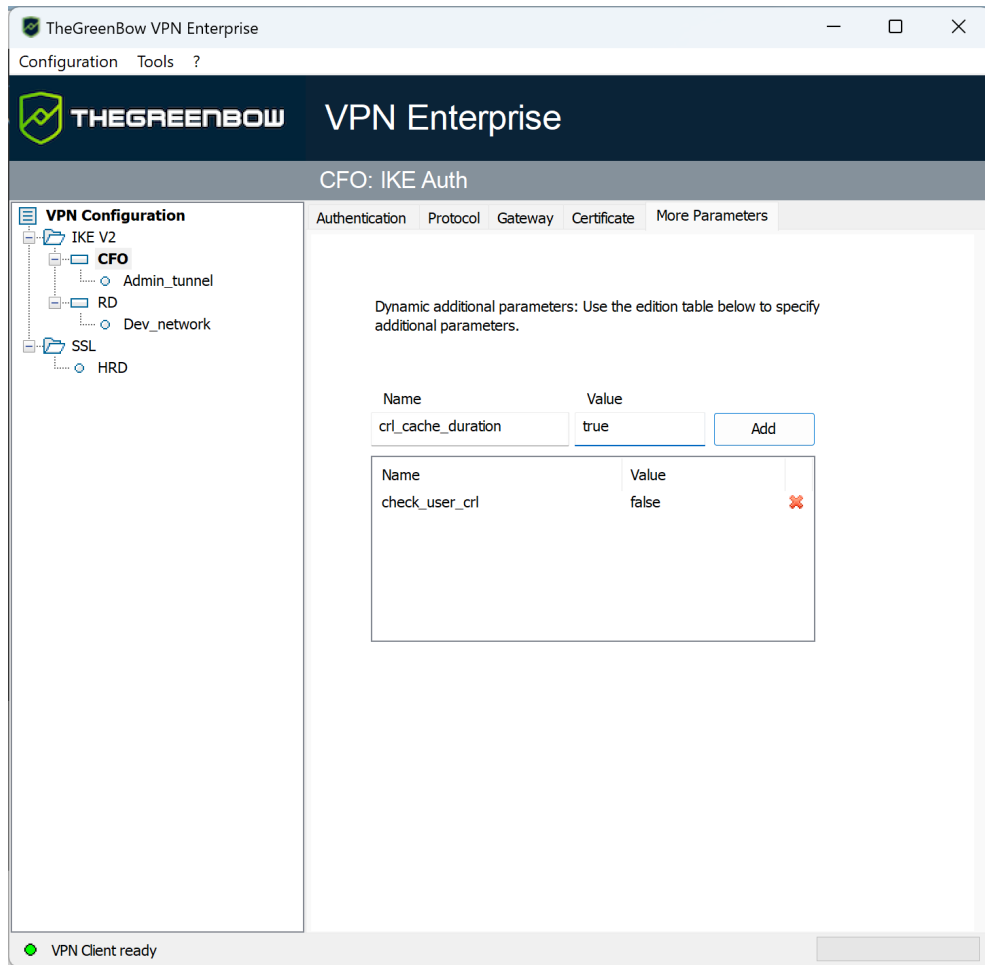 TheGreenBow VPN Enterprise
Configuration Tools ?
THEGREENBOW
VPN Enterprise
CFO: IKE Auth
VPN Configuration
IKE V2
CFO
Admin_tunnel
RD
Dev_network
SSL
HRD
Authentication Protocol Gateway Certificate More Parameters
Dynamic additional parameters: Use the edition table below to specify
additional parameters.
Name Value
crl_cache_duration true Add
Name Value
check_user_crl false
VPN Client ready